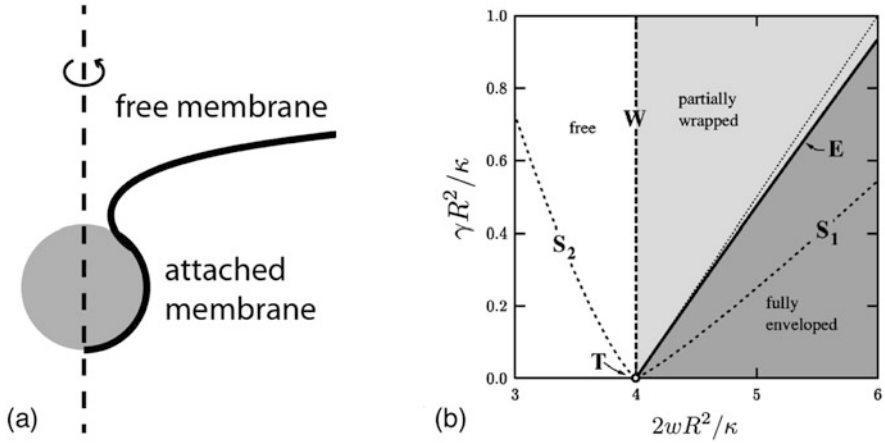 free membrane
attached
membrane
(a)
1.0
0.8
0.6
0.4
0.2
0.0
γR²/κ
free
W
partially
wrapped
E
S₂
S₁
T
fully
enveloped
3
4
5
6
2wR²/κ
(b)